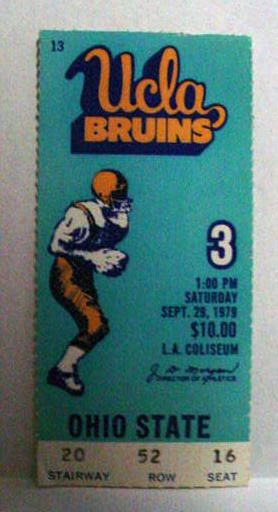 13
Ucla
BRUINS
3
1:00 PM
SATURDAY
SEPT. 29, 1979
$10.00
L.A. COLISEUM
J. D. Morgan
DIRECTOR OF ATHLETICS
OHIO STATE
20 52 16
STAIRWAY ROW SEAT